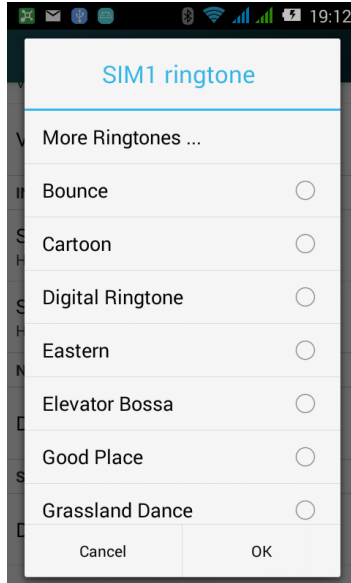 19:12
SIM1 ringtone
More Ringtones ...
Bounce
Cartoon
Digital Ringtone
Eastern
Elevator Bossa
Good Place
Grassland Dance
Cancel
OK